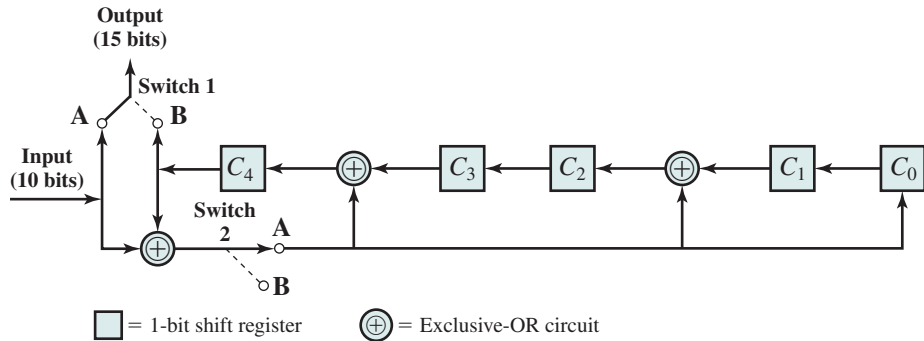 Output
(15 bits)
Switch 1
A
B
Input
(10 bits)
C4
C3
C2
C1
C0
Switch
2
A
B
= 1-bit shift register
= Exclusive-OR circuit